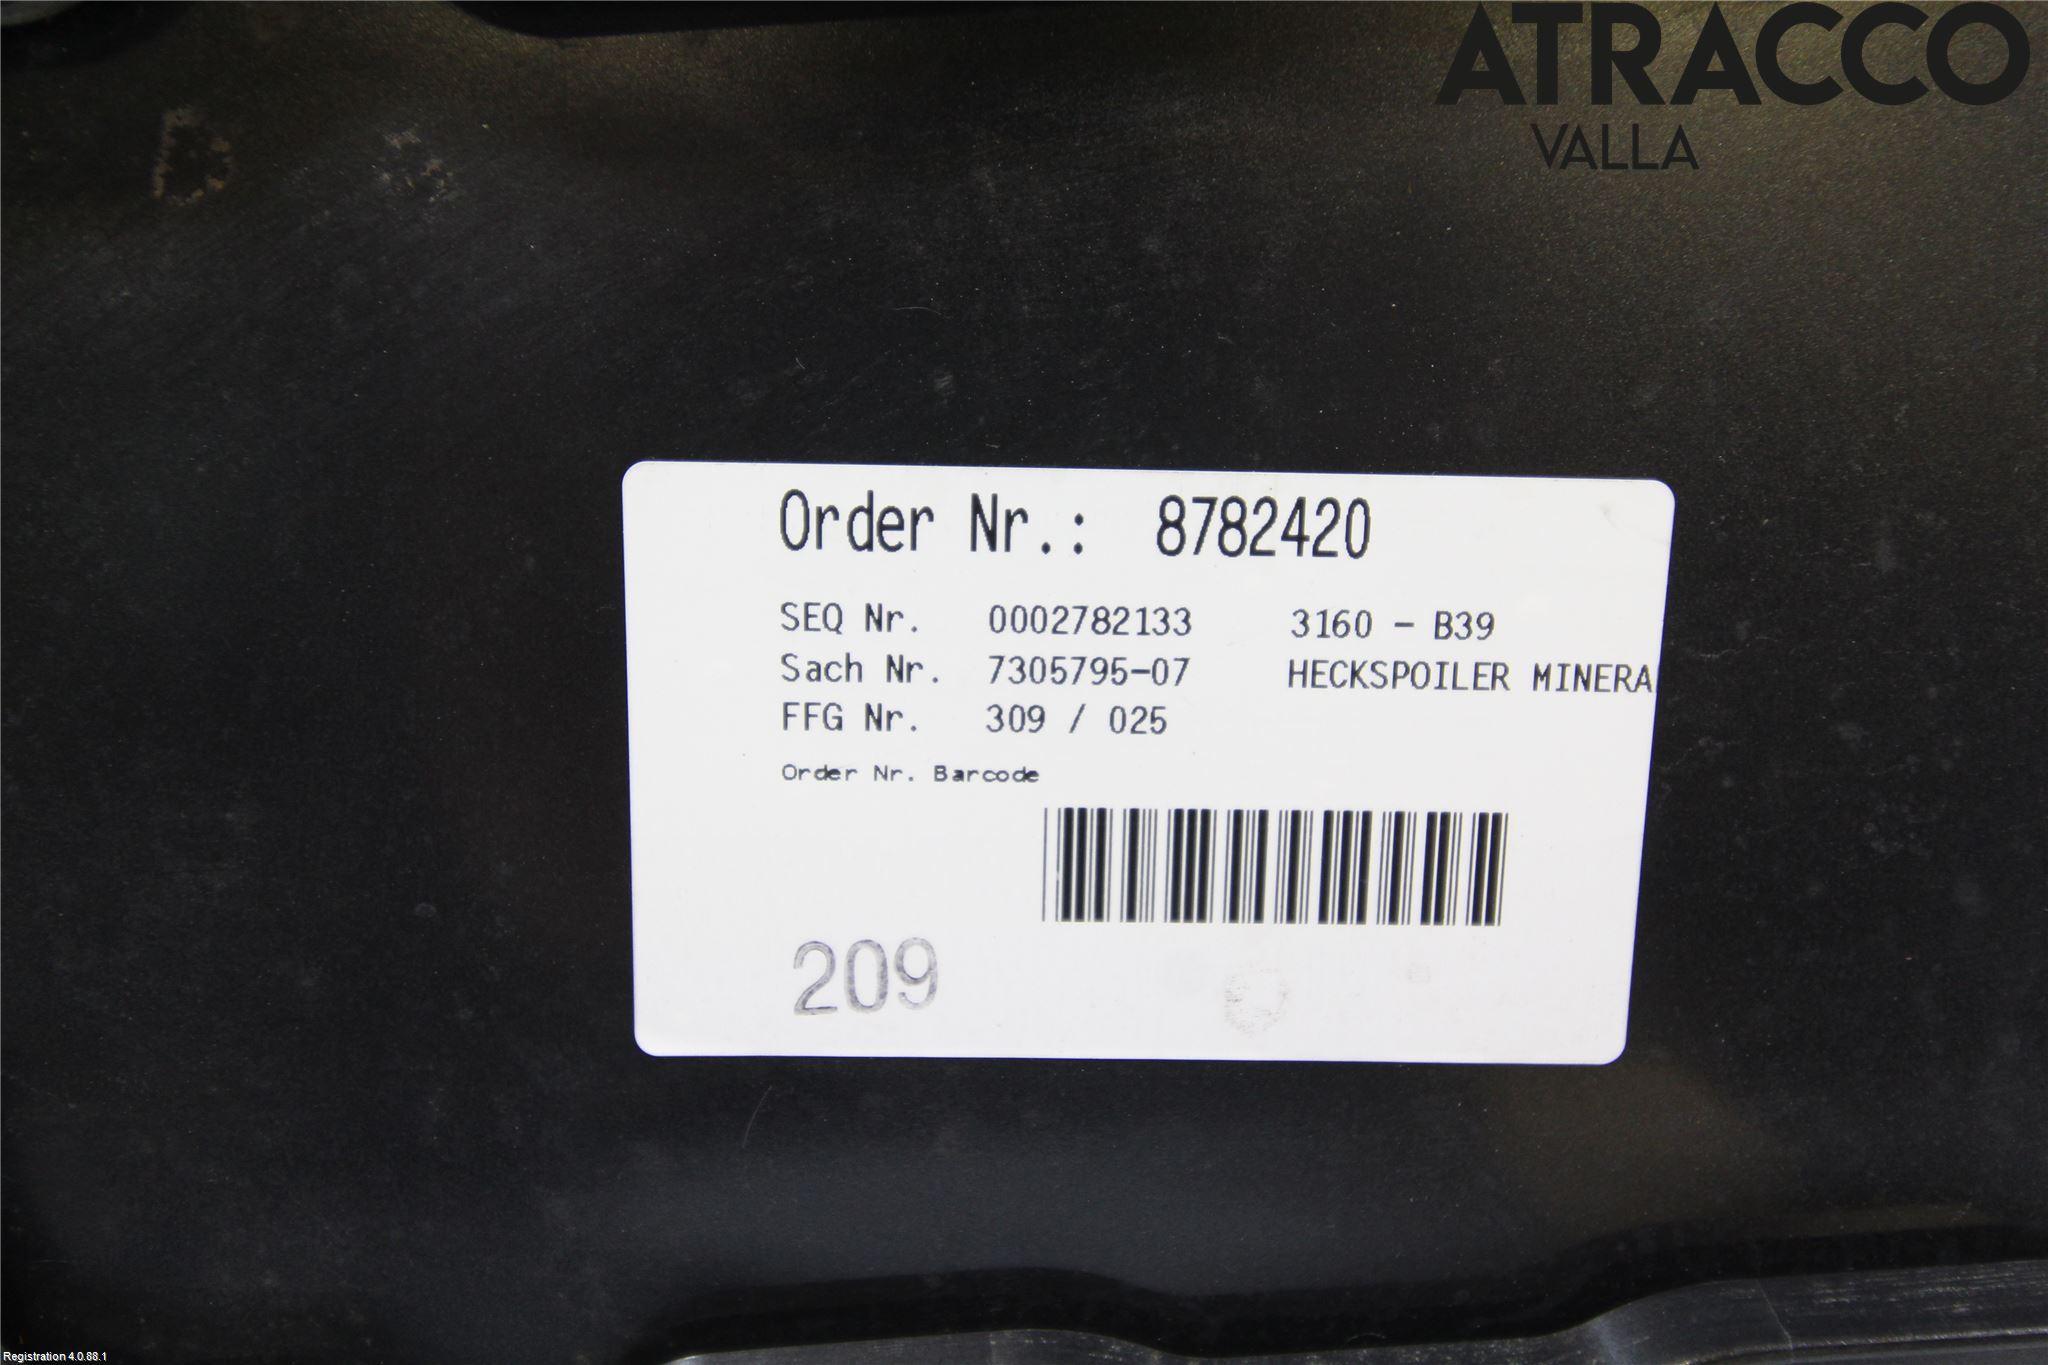 ATRACCO
VALLA
Order Nr.: 8782420
SEQ Nr. 0002782133 3160 - B39
Sach Nr. 7305795-07 HECKSPOILER MINERA
FFG Nr. 309 / 025
Order Nr. Barcode
209
Registration 4.0.88.1